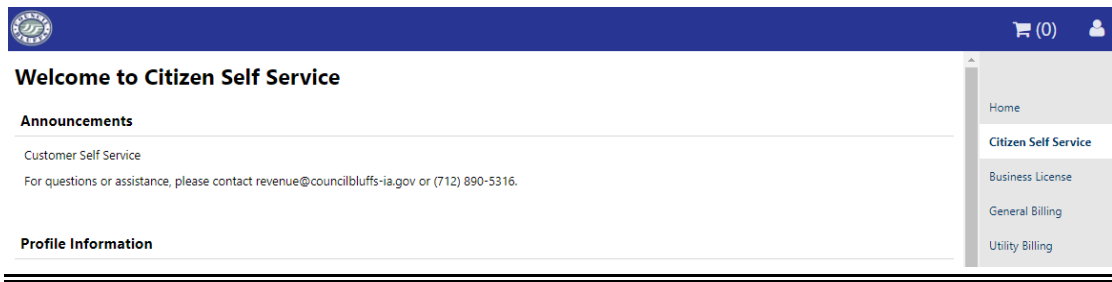 (0)
Welcome to Citizen Self Service
Announcements
Customer Self Service
For questions or assistance, please contact revenue@councilbluffs-ia.gov or (712) 890-5316.
Profile Information
Home
Citizen Self Service
Business License
General Billing
Utility Billing